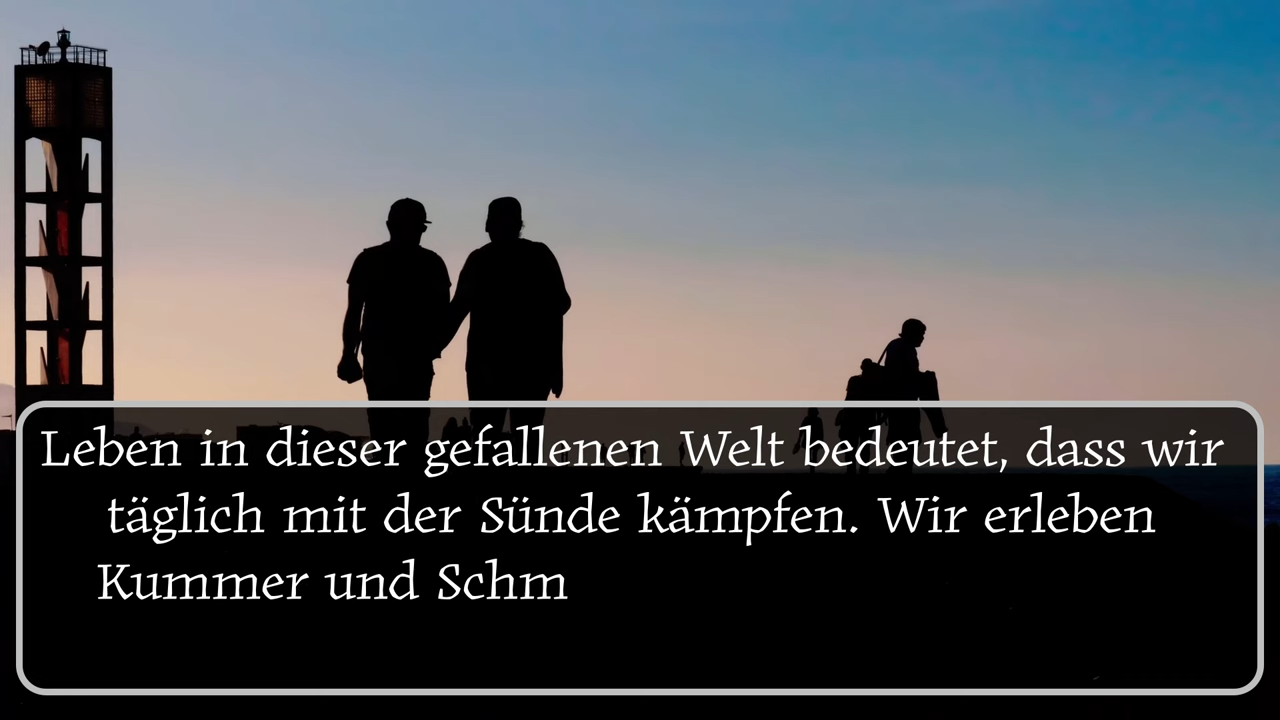 Leben in dieser gefallenen Welt bedeutet, dass wir
täglich mit der Sünde kämpfen. Wir erleben
Kummer und Schm